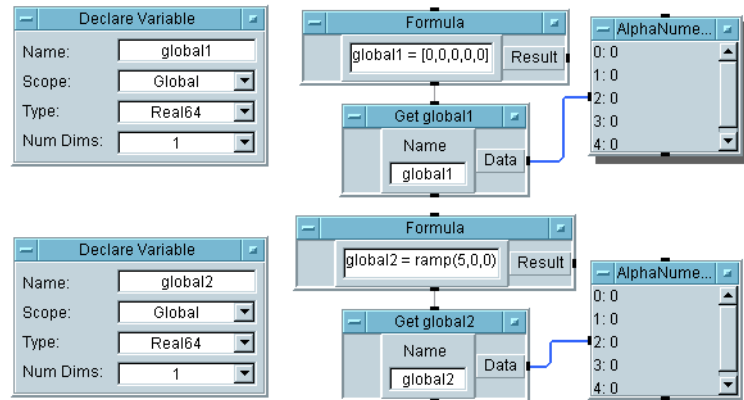 Declare Variable
Name: global1
Scope: Global
Type: Real64
Num Dims: 1
Formula
global1 = [0,0,0,0,0]
Result
Get global1
Name
global1
Data
AlphaNume...
0: 0
1: 0
2: 0
3: 0
4: 0
Declare Variable
Name: global2
Scope: Global
Type: Real64
Num Dims: 1
Formula
global2 = ramp(5,0,0)
Result
Get global2
Name
global2
Data
AlphaNume...
0: 0
1: 0
2: 0
3: 0
4: 0